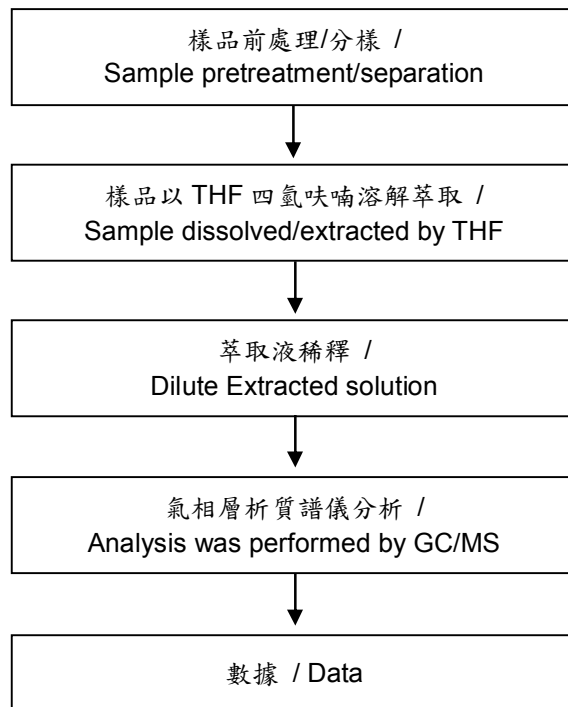 樣品前處理/分樣 /
Sample pretreatment/separation
樣品以 THF 四氫呋喃溶解萃取 /
Sample dissolved/extracted by THF
萃取液稀釋 /
Dilute Extracted solution
氣相層析質譜儀分析 /
Analysis was performed by GC/MS
數據 / Data